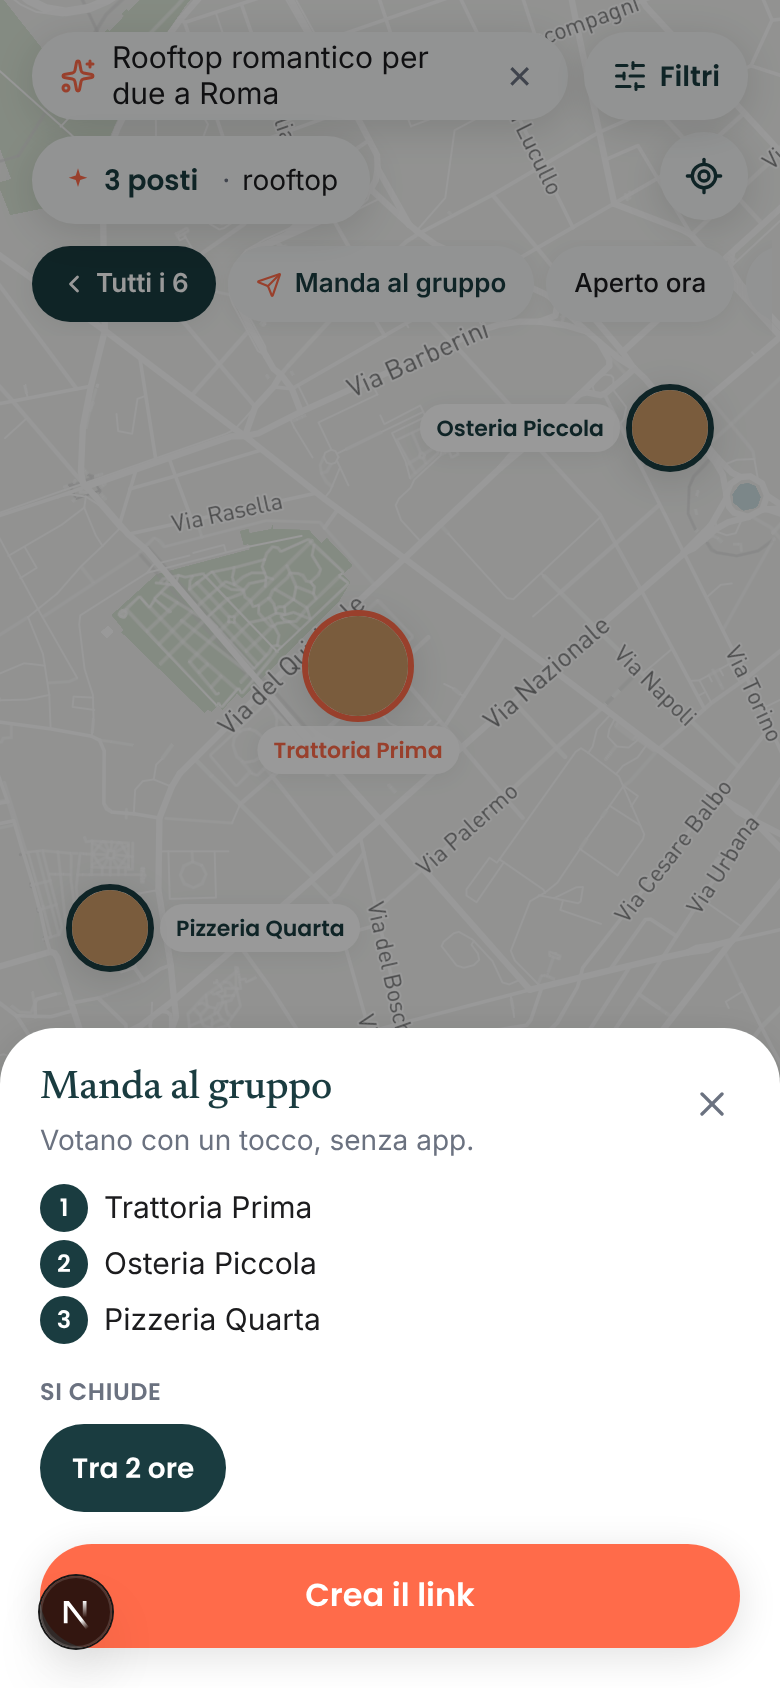 compagni
Rooftop romantico per
due a Roma
Filtri
Lucullo
3 posti · rooftop
Tutti i 6
Manda al gruppo
Aperto ora
Via Barberini
Osteria Piccola
Via Rasella
Via del Qui
le
Via Nazionale
Via Napoli
Via Torino
Trattoria Prima
Via Palermo
Via Cesare Balbo
Via Urbana
Pizzeria Quarta
Via del Bosch
V
Manda al gruppo
Votano con un tocco, senza app.
1 Trattoria Prima
2 Osteria Piccola
3 Pizzeria Quarta
SI CHIUDE
Tra 2 ore
Crea il link
N